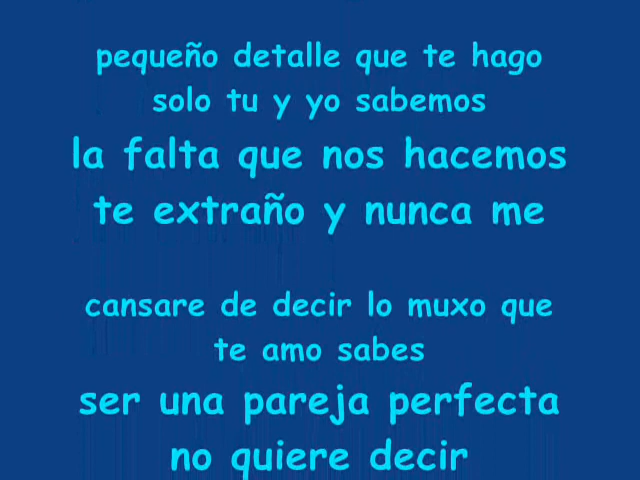 pequeño detalle que te hago
solo tu y yo sabemos
la falta que nos hacemos
te extraño y nunca me
cansare de decir lo muxo que
te amo sabes
ser una pareja perfecta
no quiere decir